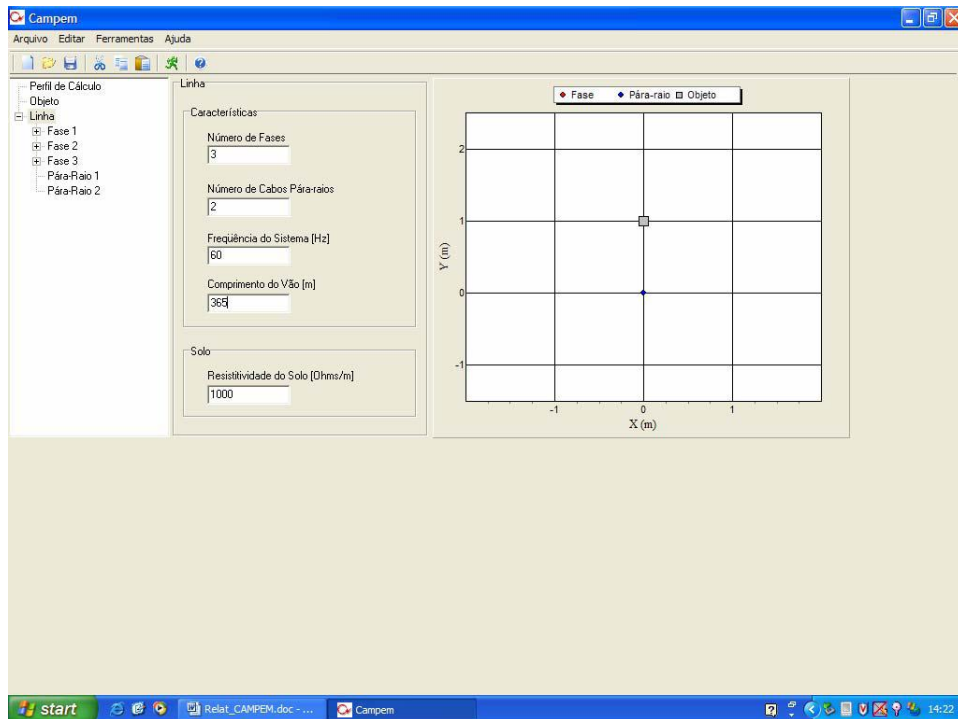 Campem
Arquivo Editar Ferramentas Ajuda
Perfil de Cálculo
Objeto
Linha
Fase 1
Fase 2
Fase 3
Pára-Raio 1
Pára-Raio 2
Linha
Características
Número de Fases
3
Número de Cabos Pára-raios
2
Freqüência do Sistema [Hz]
60
Comprimento do Vão [m]
365
Solo
Resistitividade do Solo [Ohms/m]
1000
Fase Pára-raio Objeto
2
1
0
-1
Y (m)
-1 0 1
X (m)
start Relat_CAMPEM.doc - ... Campem 14:22